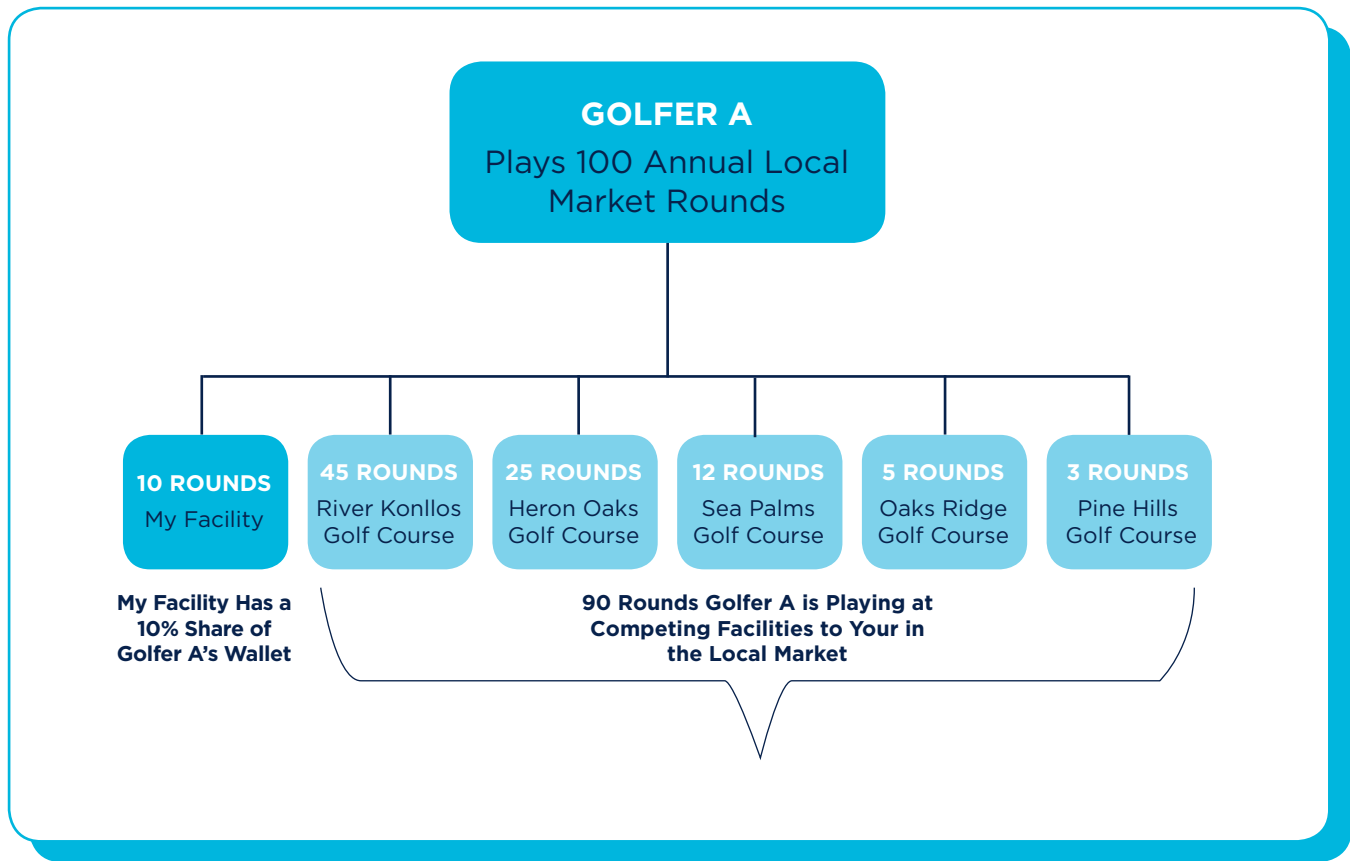 GOLFER A
Plays 100 Annual Local
Market Rounds
10 ROUNDS
My Facility
45 ROUNDS
River Konllos
Golf Course
25 ROUNDS
Heron Oaks
Golf Course
12 ROUNDS
Sea Palms
Golf Course
5 ROUNDS
Oaks Ridge
Golf Course
3 ROUNDS
Pine Hills
Golf Course
My Facility Has a
10% Share of
Golfer A's Wallet
90 Rounds Golfer A is Playing at
Competing Facilities to Your in
the Local Market